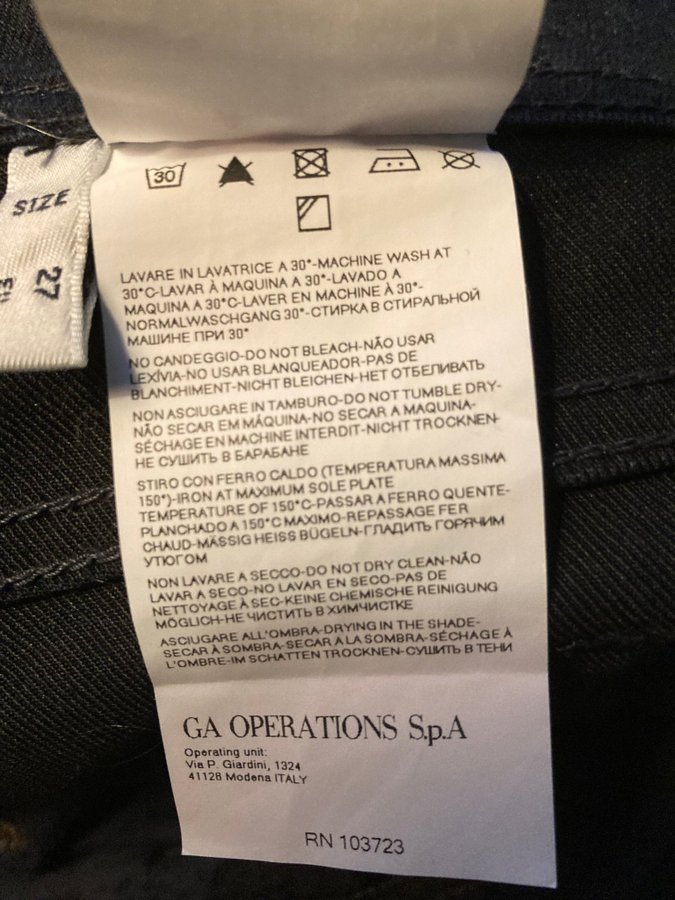 SIZE
27
30
LAVARE IN LAVATRICE A 30°-MACHINE WASH AT
30°C-LAVAR À MAQUINA A 30°-LAVADO A
MAQUINA A 30°C-LAVER EN MACHINE À 30°-
NORMALWASCHGANG 30°-СТИРКА В СТИРАЛЬНОЙ
МАШИНЕ ПРИ 30°
NO CANDEGGIO-DO NOT BLEACH-NÃO USAR
LEXÍVIA-NO USAR BLANQUEADOR-PAS DE
BLANCHIMENT-NICHT BLEICHEN-НЕТ ОТБЕЛИВАТЬ
NON ASCIUGARE IN TAMBURO-DO NOT TUMBLE DRY-
NÃO SECAR EM MÁQUINA-NO SECAR A MAQUINA-
SÉCHAGE EN MACHINE INTERDIT-NICHT TROCKNEN-
НЕ СУШИТЬ В БАРАБАНЕ
STIRO CON FERRO CALDO (TEMPERATURA MASSIMA
150°)-IRON AT MAXIMUM SOLE PLATE
TEMPERATURE OF 150°C-PASSAR A FERRO QUENTE-
PLANCHADO A 150°C MAXIMO-REPASSAGE FER
CHAUD-MÄSSIG HEISS BÜGELN-ГЛАДИТЬ ГОРЯЧИМ
УТЮГОМ
NON LAVARE A SECCO-DO NOT DRY CLEAN-NÃO
LAVAR A SECO-NO LAVAR EN SECO-PAS DE
NETTOYAGE À SEC-KEINE CHEMISCHE REINIGUNG
MÖGLICH-НЕ ЧИСТИТЬ В ХИМЧИСТКЕ
ASCIUGARE ALL'OMBRA-DRYING IN THE SHADE-
SECAR À SOMBRA-SECAR A LA SOMBRA-SÉCHAGE À
L'OMBRE-IM SCHATTEN TROCKNEN-СУШИТЬ В ТЕНИ
GA OPERATIONS S.p.A
Operating unit:
Via P. Giardini, 1324
41128 Modena ITALY
RN 103723